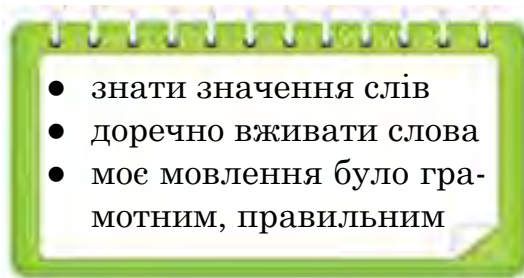 ● знати значення слів
● доречно вживати слова
● моє мовлення було гра-
мотним, правильним